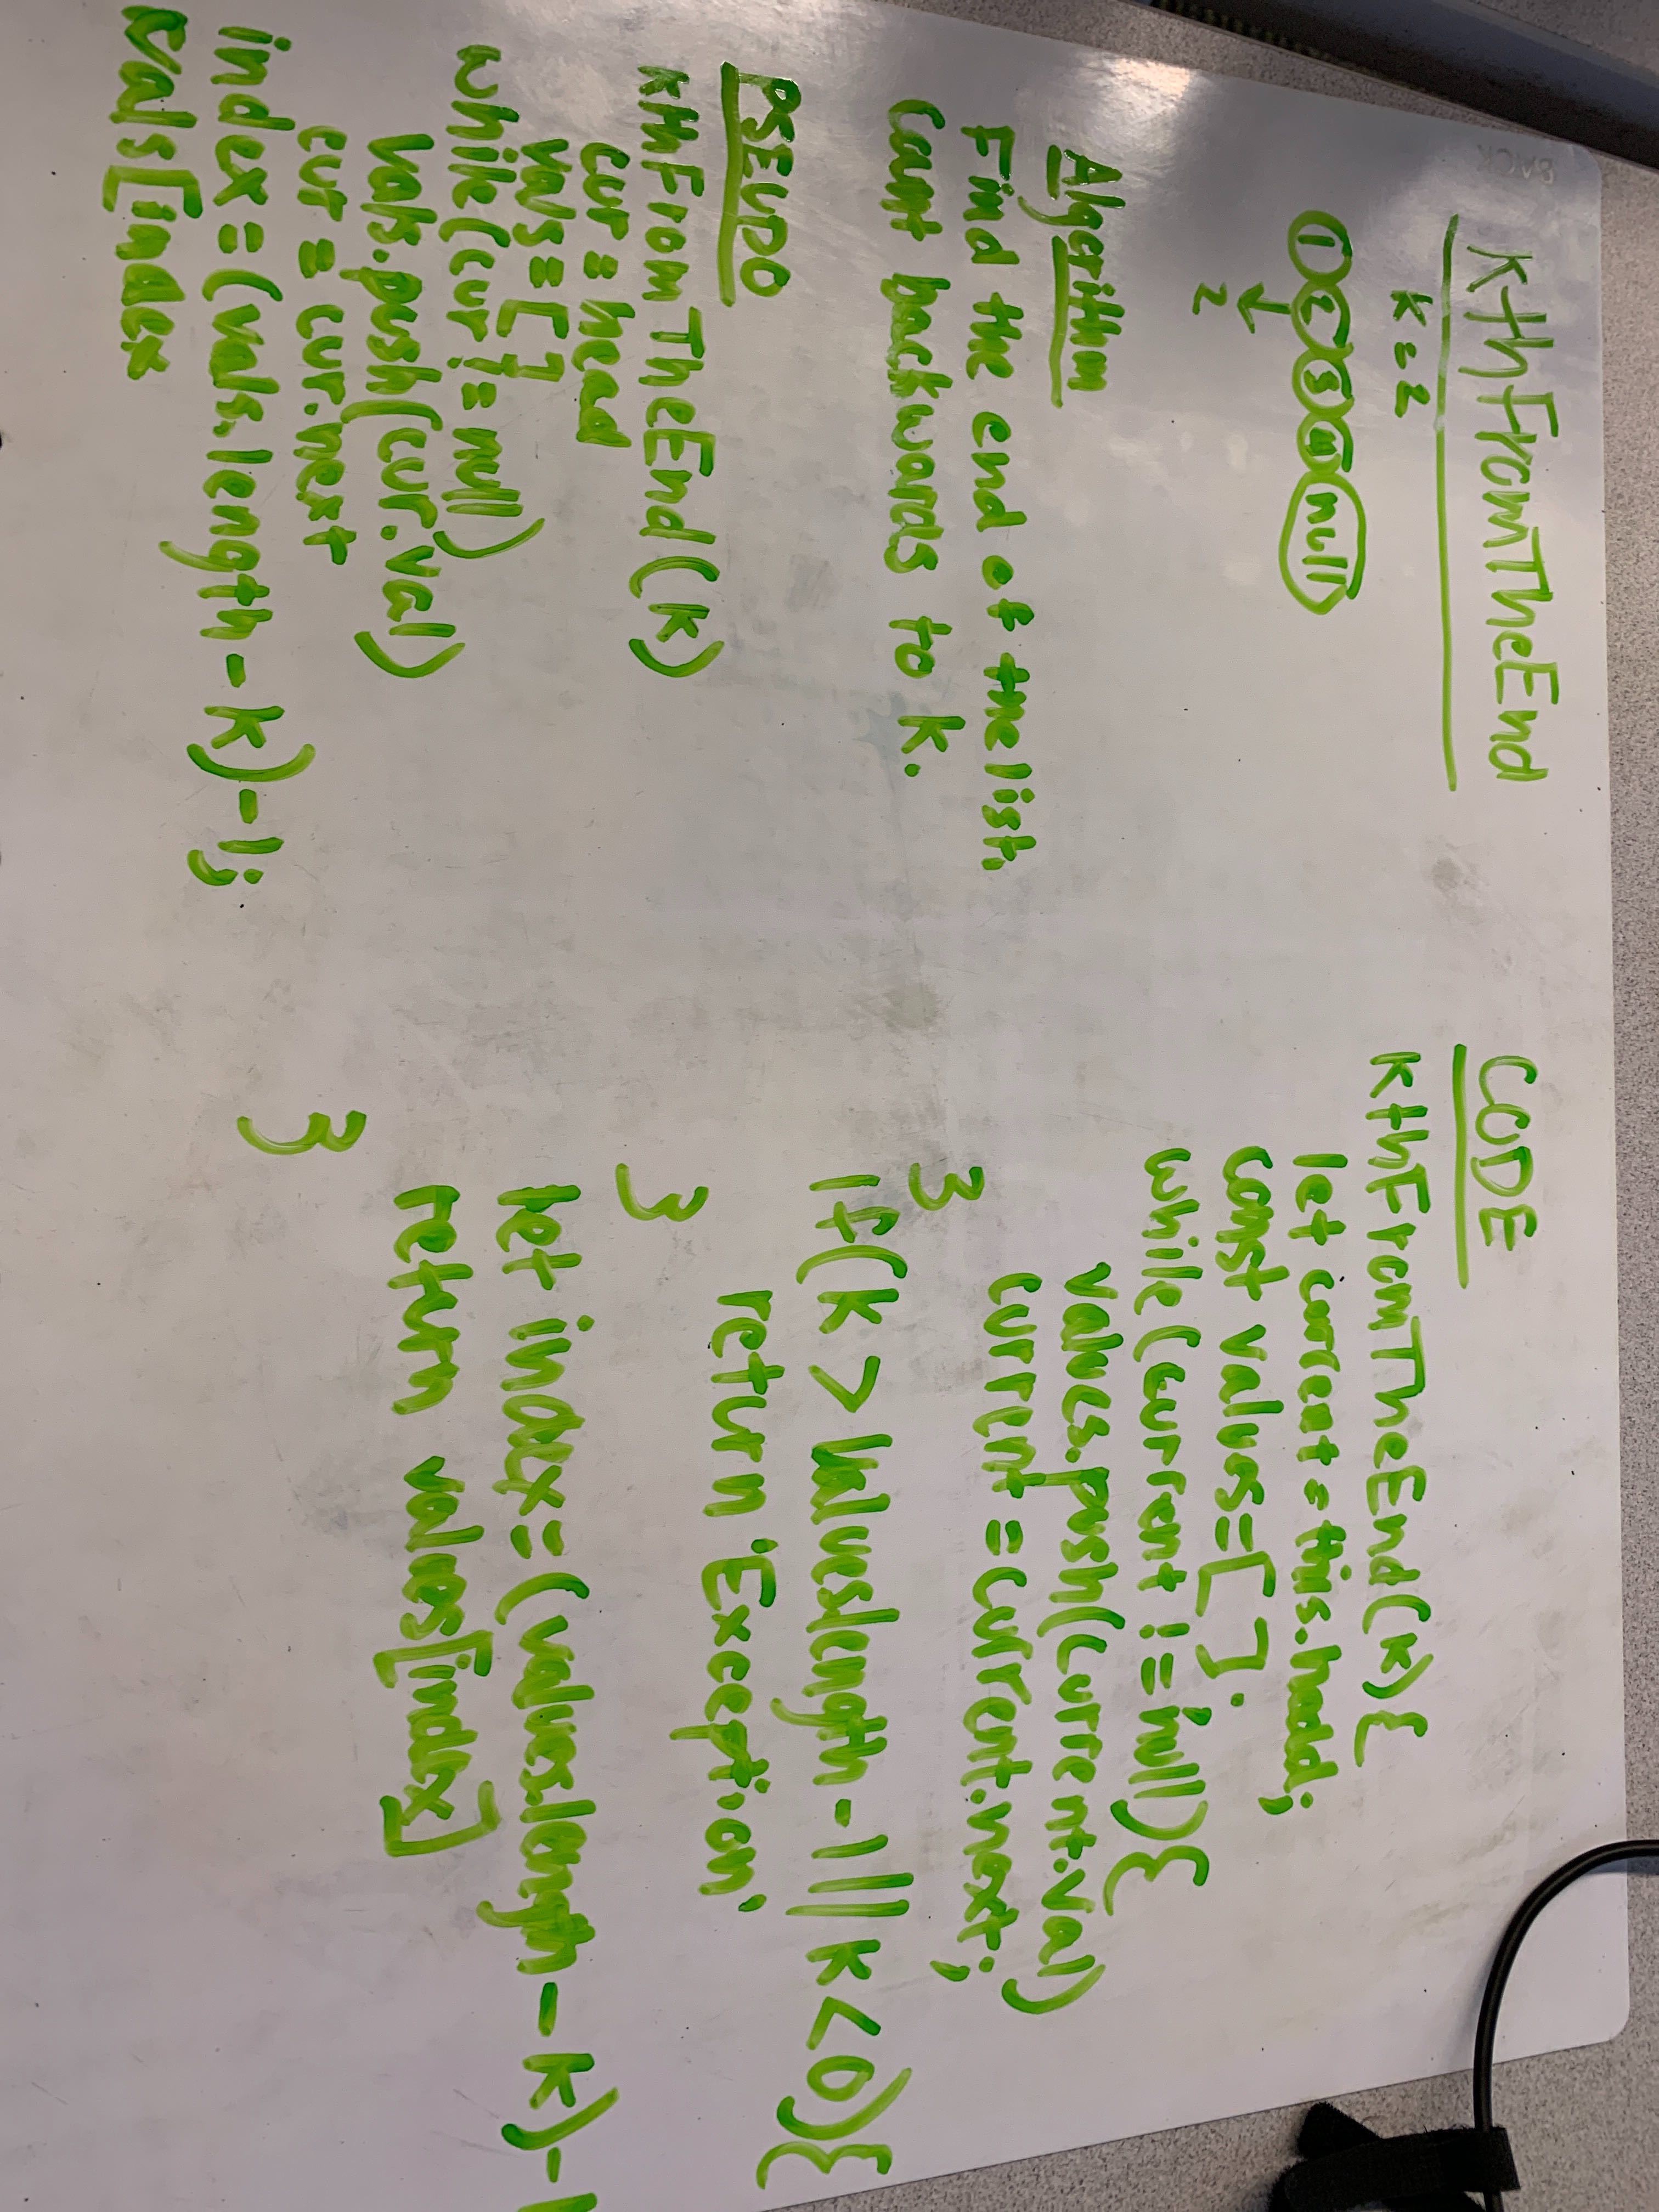 KthFromTheEnd
K = 2
1 2 3 4 null
2
Algorithm
Find the end of the list.
Count backwards to k.
PSEUDO
KthFromTheEnd(k)
cur = head
vals = []
while(cur != null)
vals.push(cur.val)
cur = cur.next
index = (vals.length - k) - 1;
vals[index
CODE
KthFromTheEnd(k){
let current = this.head;
const values = [];
while(current != null){
values.push(current.val)
current = current.next;
}
If(k > values.length - 1 || k < 0){
return 'Exception'
}
let index = (values.length - k) - 1
return values[index]
}